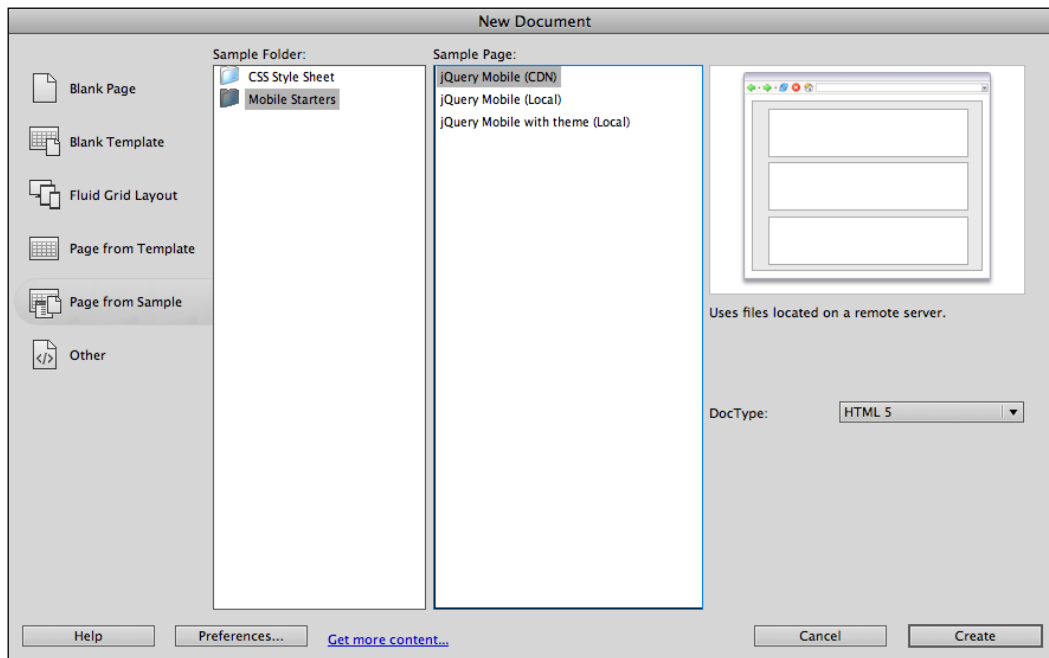 New Document
Blank Page
Blank Template
Fluid Grid Layout
Page from Template
Page from Sample
Other
Sample Folder:
CSS Style Sheet
Mobile Starters
Sample Page:
jQuery Mobile (CDN)
jQuery Mobile (Local)
jQuery Mobile with theme (Local)
Uses files located on a remote server.
DocType:
HTML 5
Help
Preferences...
Get more content...
Cancel
Create